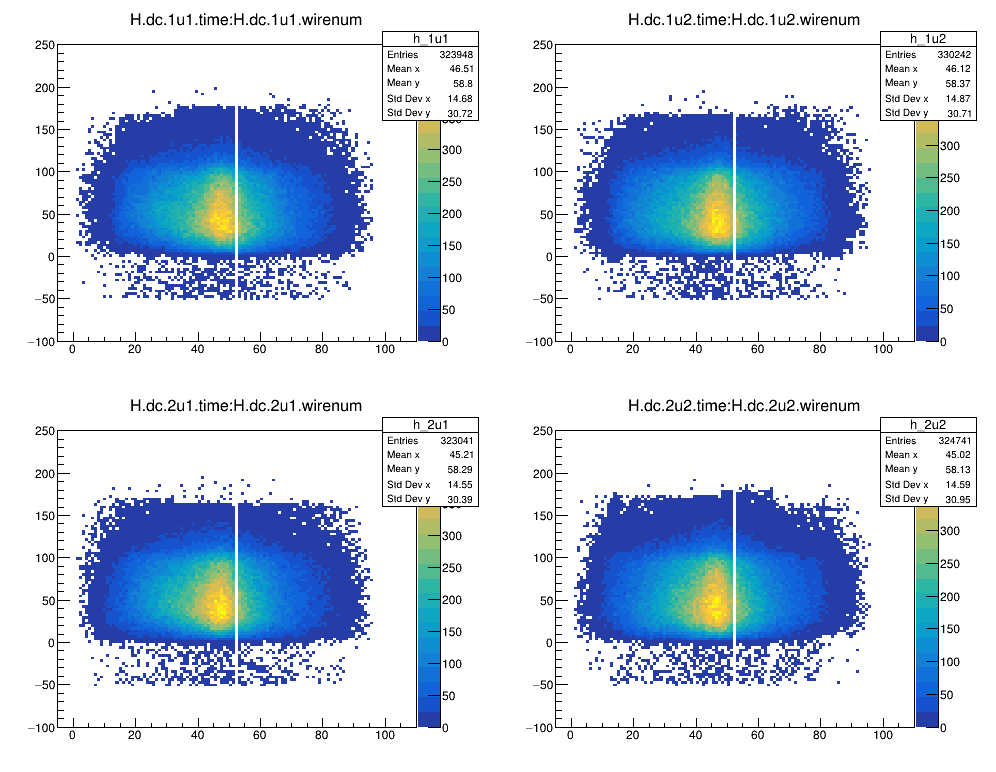 H.dc.1u1.time:H.dc.1u1.wirenum
h_1u1
Entries 323948
Mean x 46.51
Mean y 58.8
Std Dev x 14.68
Std Dev y 30.72
250
200
150
100
50
0
−50
−100
0 20 40 60 80 100
300
250
200
150
100
50
0
H.dc.1u2.time:H.dc.1u2.wirenum
h_1u2
Entries 330242
Mean x 46.12
Mean y 58.37
Std Dev x 14.87
Std Dev y 30.71
250
200
150
100
50
0
−50
−100
0 20 40 60 80 100
300
250
200
150
100
50
0
H.dc.2u1.time:H.dc.2u1.wirenum
h_2u1
Entries 323041
Mean x 45.21
Mean y 58.29
Std Dev x 14.55
Std Dev y 30.39
250
200
150
100
50
0
−50
−100
0 20 40 60 80 100
300
250
200
150
100
50
0
H.dc.2u2.time:H.dc.2u2.wirenum
h_2u2
Entries 324741
Mean x 45.02
Mean y 58.13
Std Dev x 14.59
Std Dev y 30.95
250
200
150
100
50
0
−50
−100
0 20 40 60 80 100
300
250
200
150
100
50
0